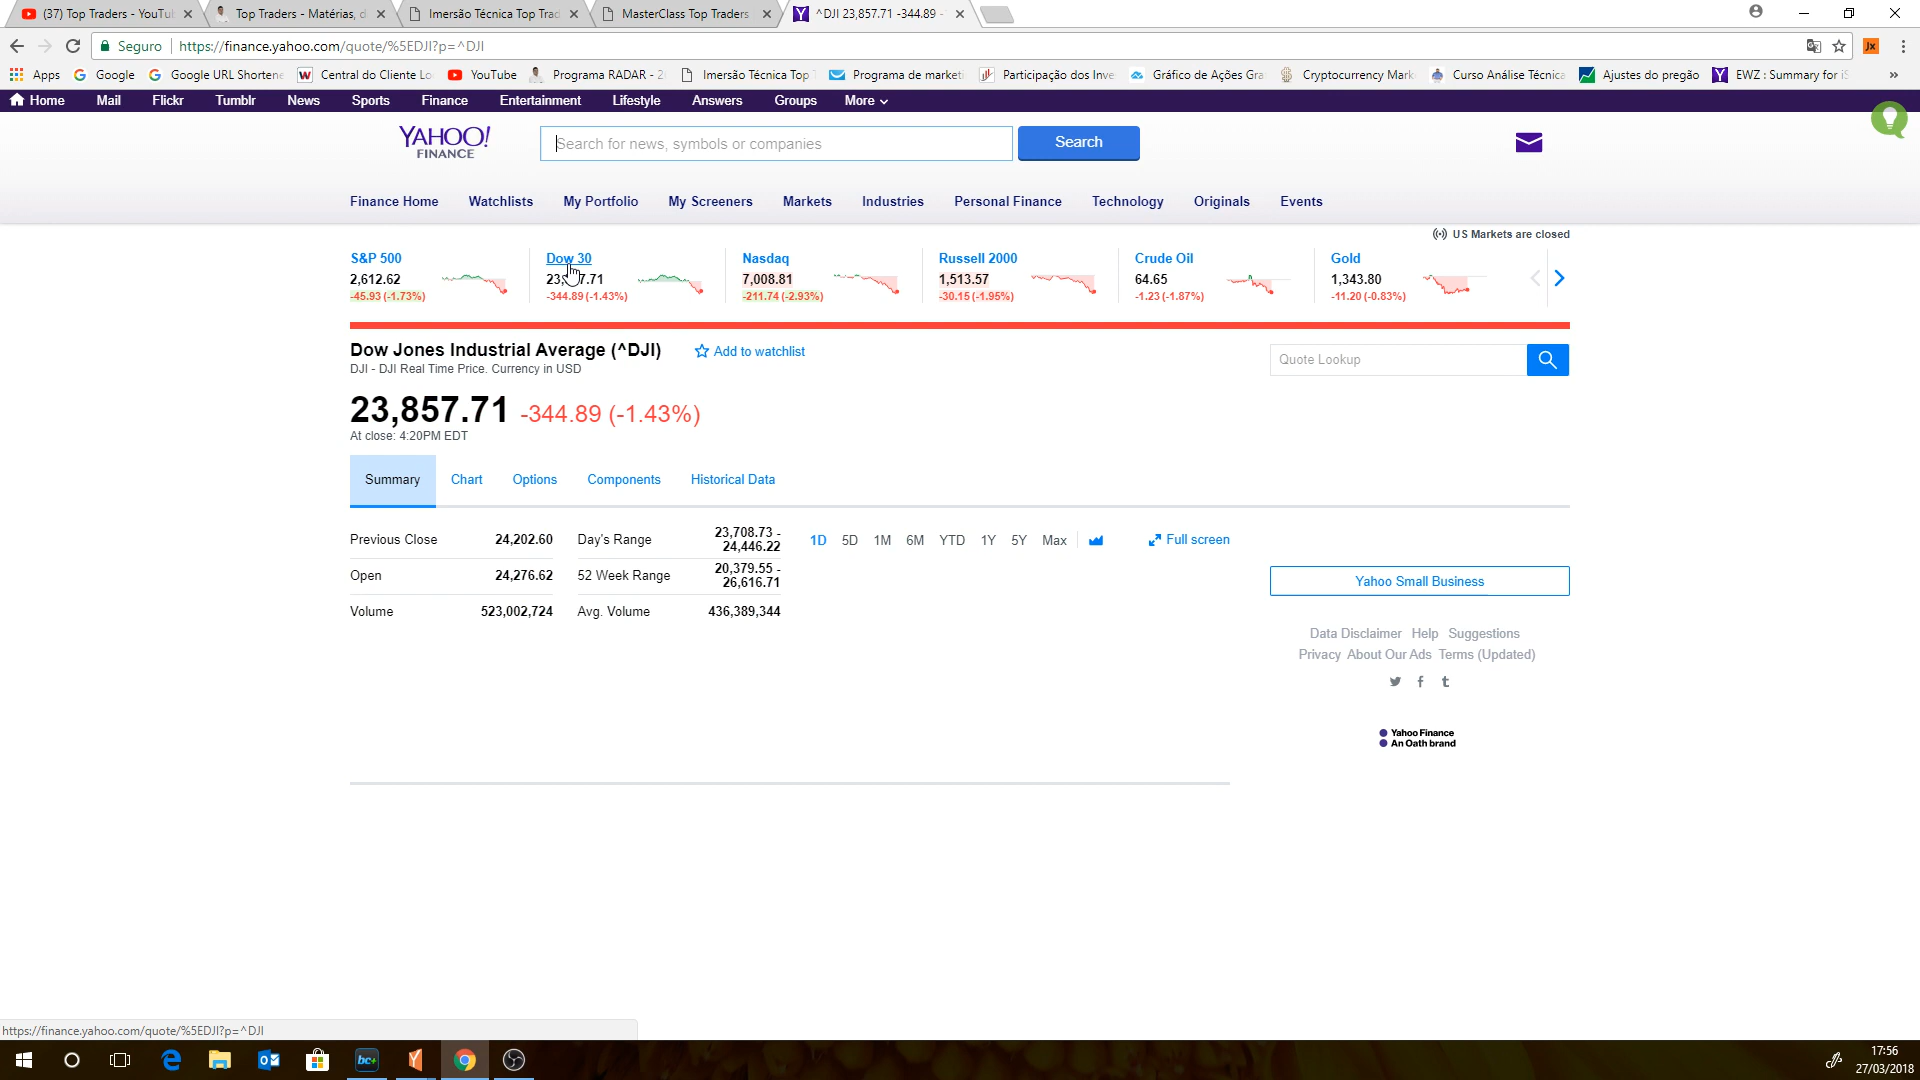 (37) Top Traders - YouTu
Top Traders - Matérias, d
Imersão Técnica Top Trad
MasterClass Top Traders
^DJI 23,857.71 -344.89 -
Seguro
https://finance.yahoo.com/quote/%5EDJI?p=^DJI
Apps
Google
Google URL Shortene
Central do Cliente Lo
YouTube
Programa RADAR - 2
Imersão Técnica Top
Programa de market
Participação dos Inve
Gráfico de Ações Gra
Cryptocurrency Mark
Curso Análise Técnica
Ajustes do pregão
EWZ : Summary for iS
»
Home
Mail
Flickr
Tumblr
News
Sports
Finance
Entertainment
Lifestyle
Answers
Groups
More
YAHOO!
FINANCE
Search for news, symbols or companies
Search
Finance Home
Watchlists
My Portfolio
My Screeners
Markets
Industries
Personal Finance
Technology
Originals
Events
US Markets are closed
S&P 500
2,612.62
-45.93 (-1.73%)
Dow 30
-344.89 (-1.43%)
Nasdaq
7,008.81
-211.74 (-2.93%)
Russell 2000
1,513.57
-30.15 (-1.95%)
Crude Oil
64.65
-1.23 (-1.87%)
Gold
1,343.80
-11.20 (-0.83%)
Dow Jones Industrial Average (^DJI)
Add to watchlist
DJI - DJI Real Time Price. Currency in USD
Quote Lookup
23,857.71 -344.89 (-1.43%)
At close: 4:20PM EDT
Summary
Chart
Options
Components
Historical Data
Previous Close 24,202.60
Open 24,276.62
Volume 523,002,724
Day's Range 23,708.73 -
24,446.22
52 Week Range 20,379.55 -
26,616.71
Avg. Volume 436,389,344
1D 5D 1M 6M YTD 1Y 5Y Max
Full screen
Yahoo Small Business
Data Disclaimer Help Suggestions
Privacy About Our Ads Terms (Updated)
Yahoo Finance
An Oath brand
https://finance.yahoo.com/quote/%5EDJI?p=^DJI
bc+
17:56
27/03/2018